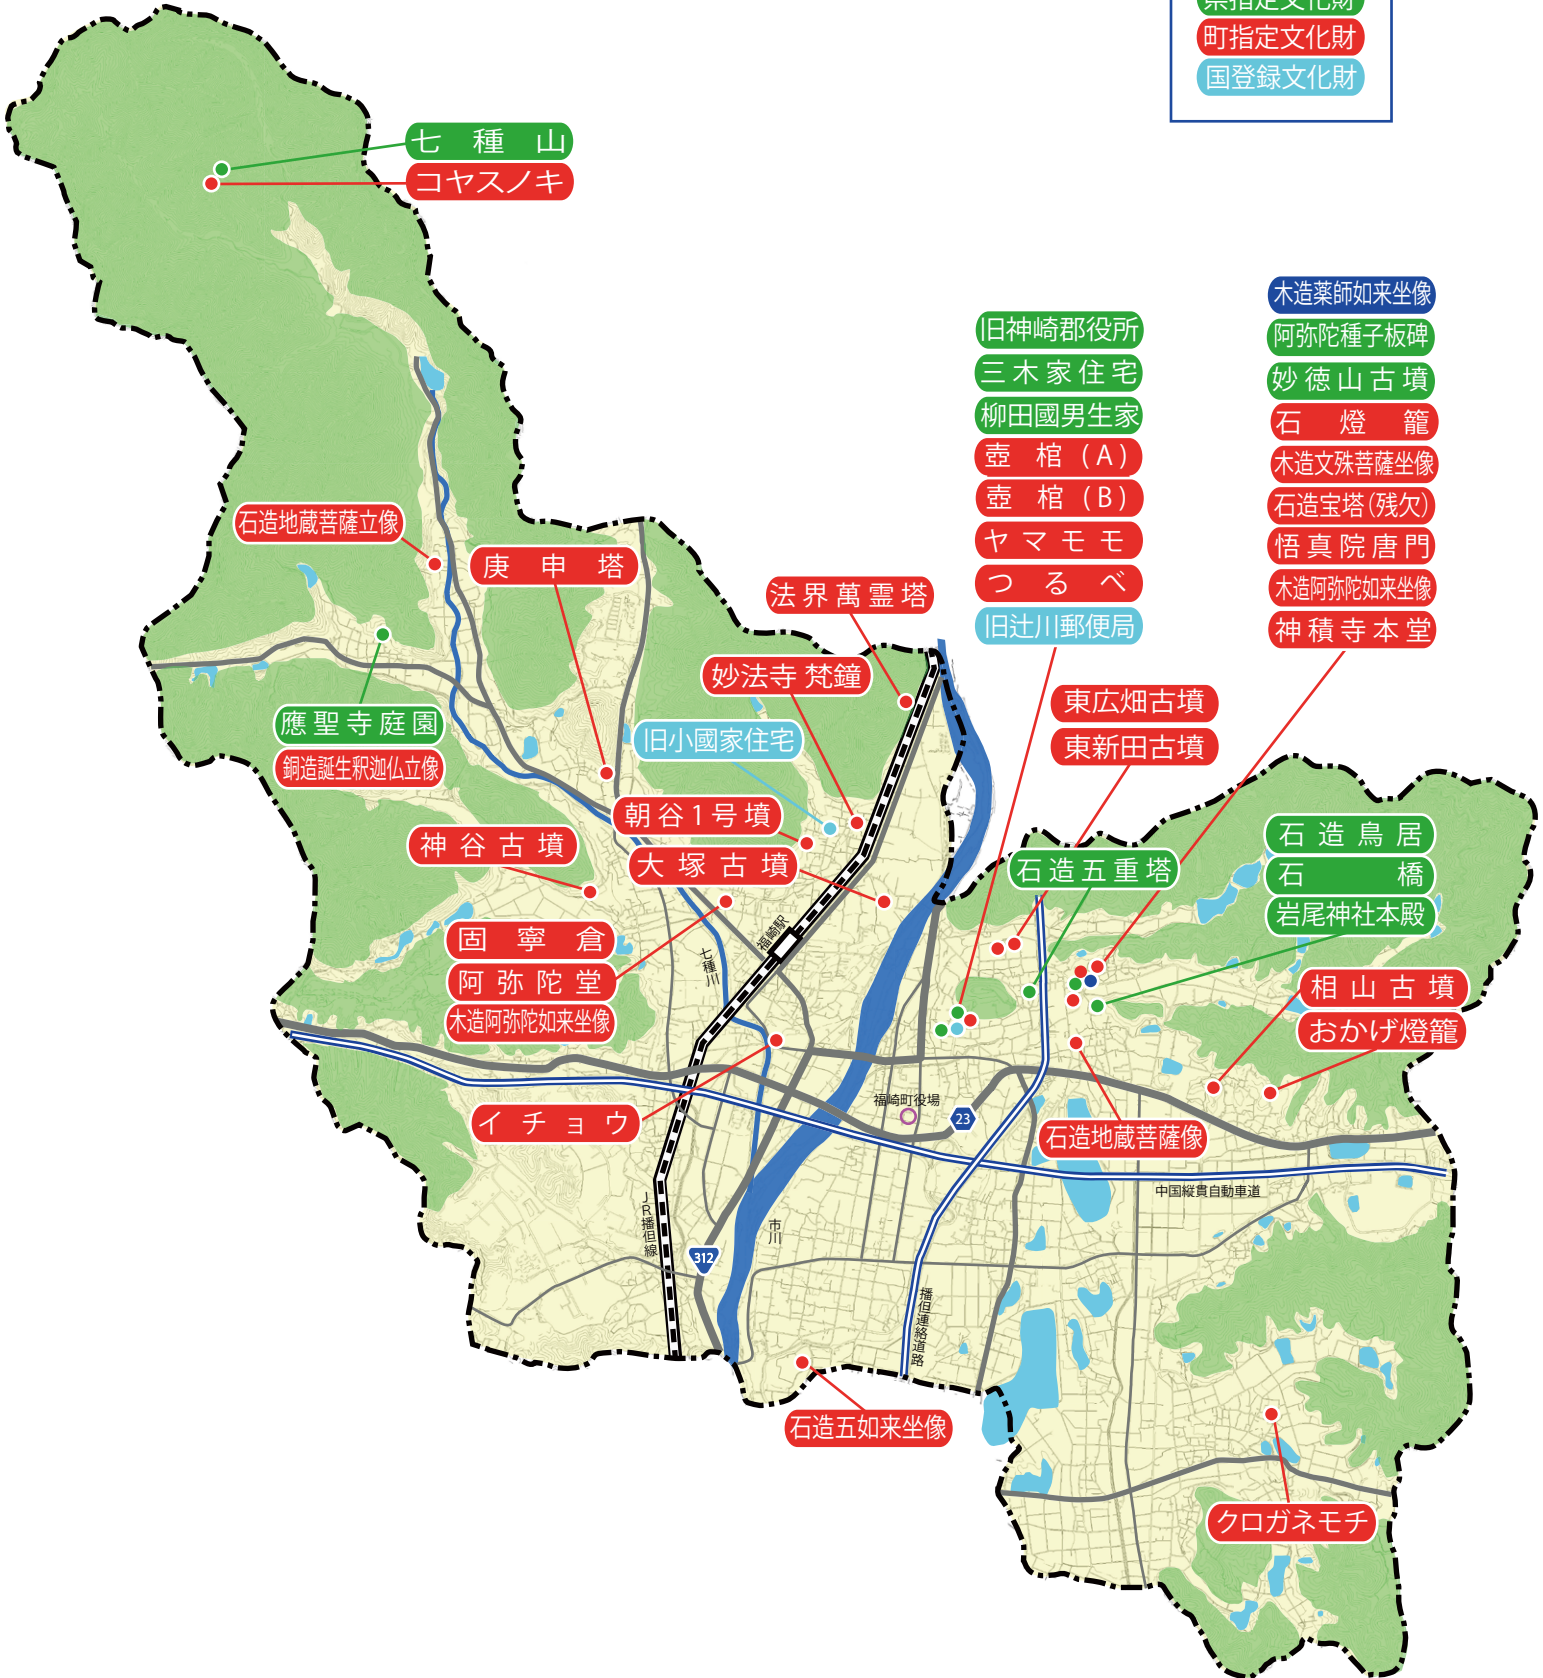 県指定文化財
町指定文化財
国登録文化財
七種山
コヤスノキ
木造薬師如来坐像
阿弥陀種子板碑
妙徳山古墳
石燈籠
木造文殊菩薩坐像
石造宝塔(残欠)
悟真院唐門
木造阿弥陀如来坐像
神積寺本堂
旧神崎郡役所
三木家住宅
柳田國男生家
壺棺(A)
壺棺(B)
ヤマモモ
つるべ
旧辻川郵便局
石造地蔵菩薩立像
庚申塔
法界萬霊塔
妙法寺梵鐘
旧小國家住宅
東広畑古墳
東新田古墳
應聖寺庭園
銅造誕生釈迦仏立像
朝谷1号墳
大塚古墳
神谷古墳
石造五重塔
石造鳥居
石橋
岩尾神社本殿
固寧倉
阿弥陀堂
木造阿弥陀如来坐像
福崎駅
七種川
相山古墳
おかげ燈籠
イチョウ
福崎町役場
23
石造地蔵菩薩像
中国縦貫自動車道
JR播但線
市川
312
播但連絡道路
石造五如来坐像
クロガネモチ